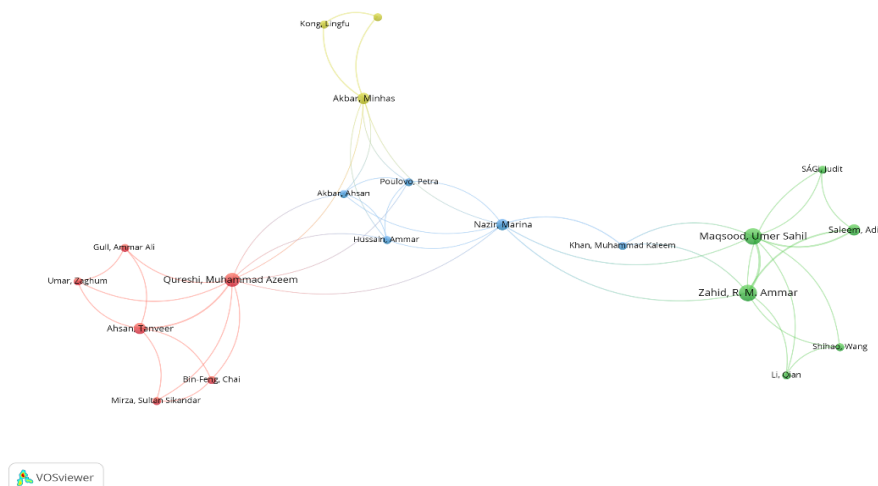 Kong, Lingfu
Akbar, Minhas
SÁGI, Judit
Poulovo, Petra
Akbar, Ahsan
Nazir, Marina
Saleem, Adi
Maqsood, Umer Sahil
Hussain, Ammar
Khan, Muhammad Kaleem
Gull, Ammar Ali
Umar, Zaghum
Qureshi, Muhammad Azeem
Zahid, R. M. Ammar
Ahsan, Tanveer
Shihao, Wang
Li, Qian
Bin-Feng, Chai
Mirza, Sultan Sikandar
VOSviewer